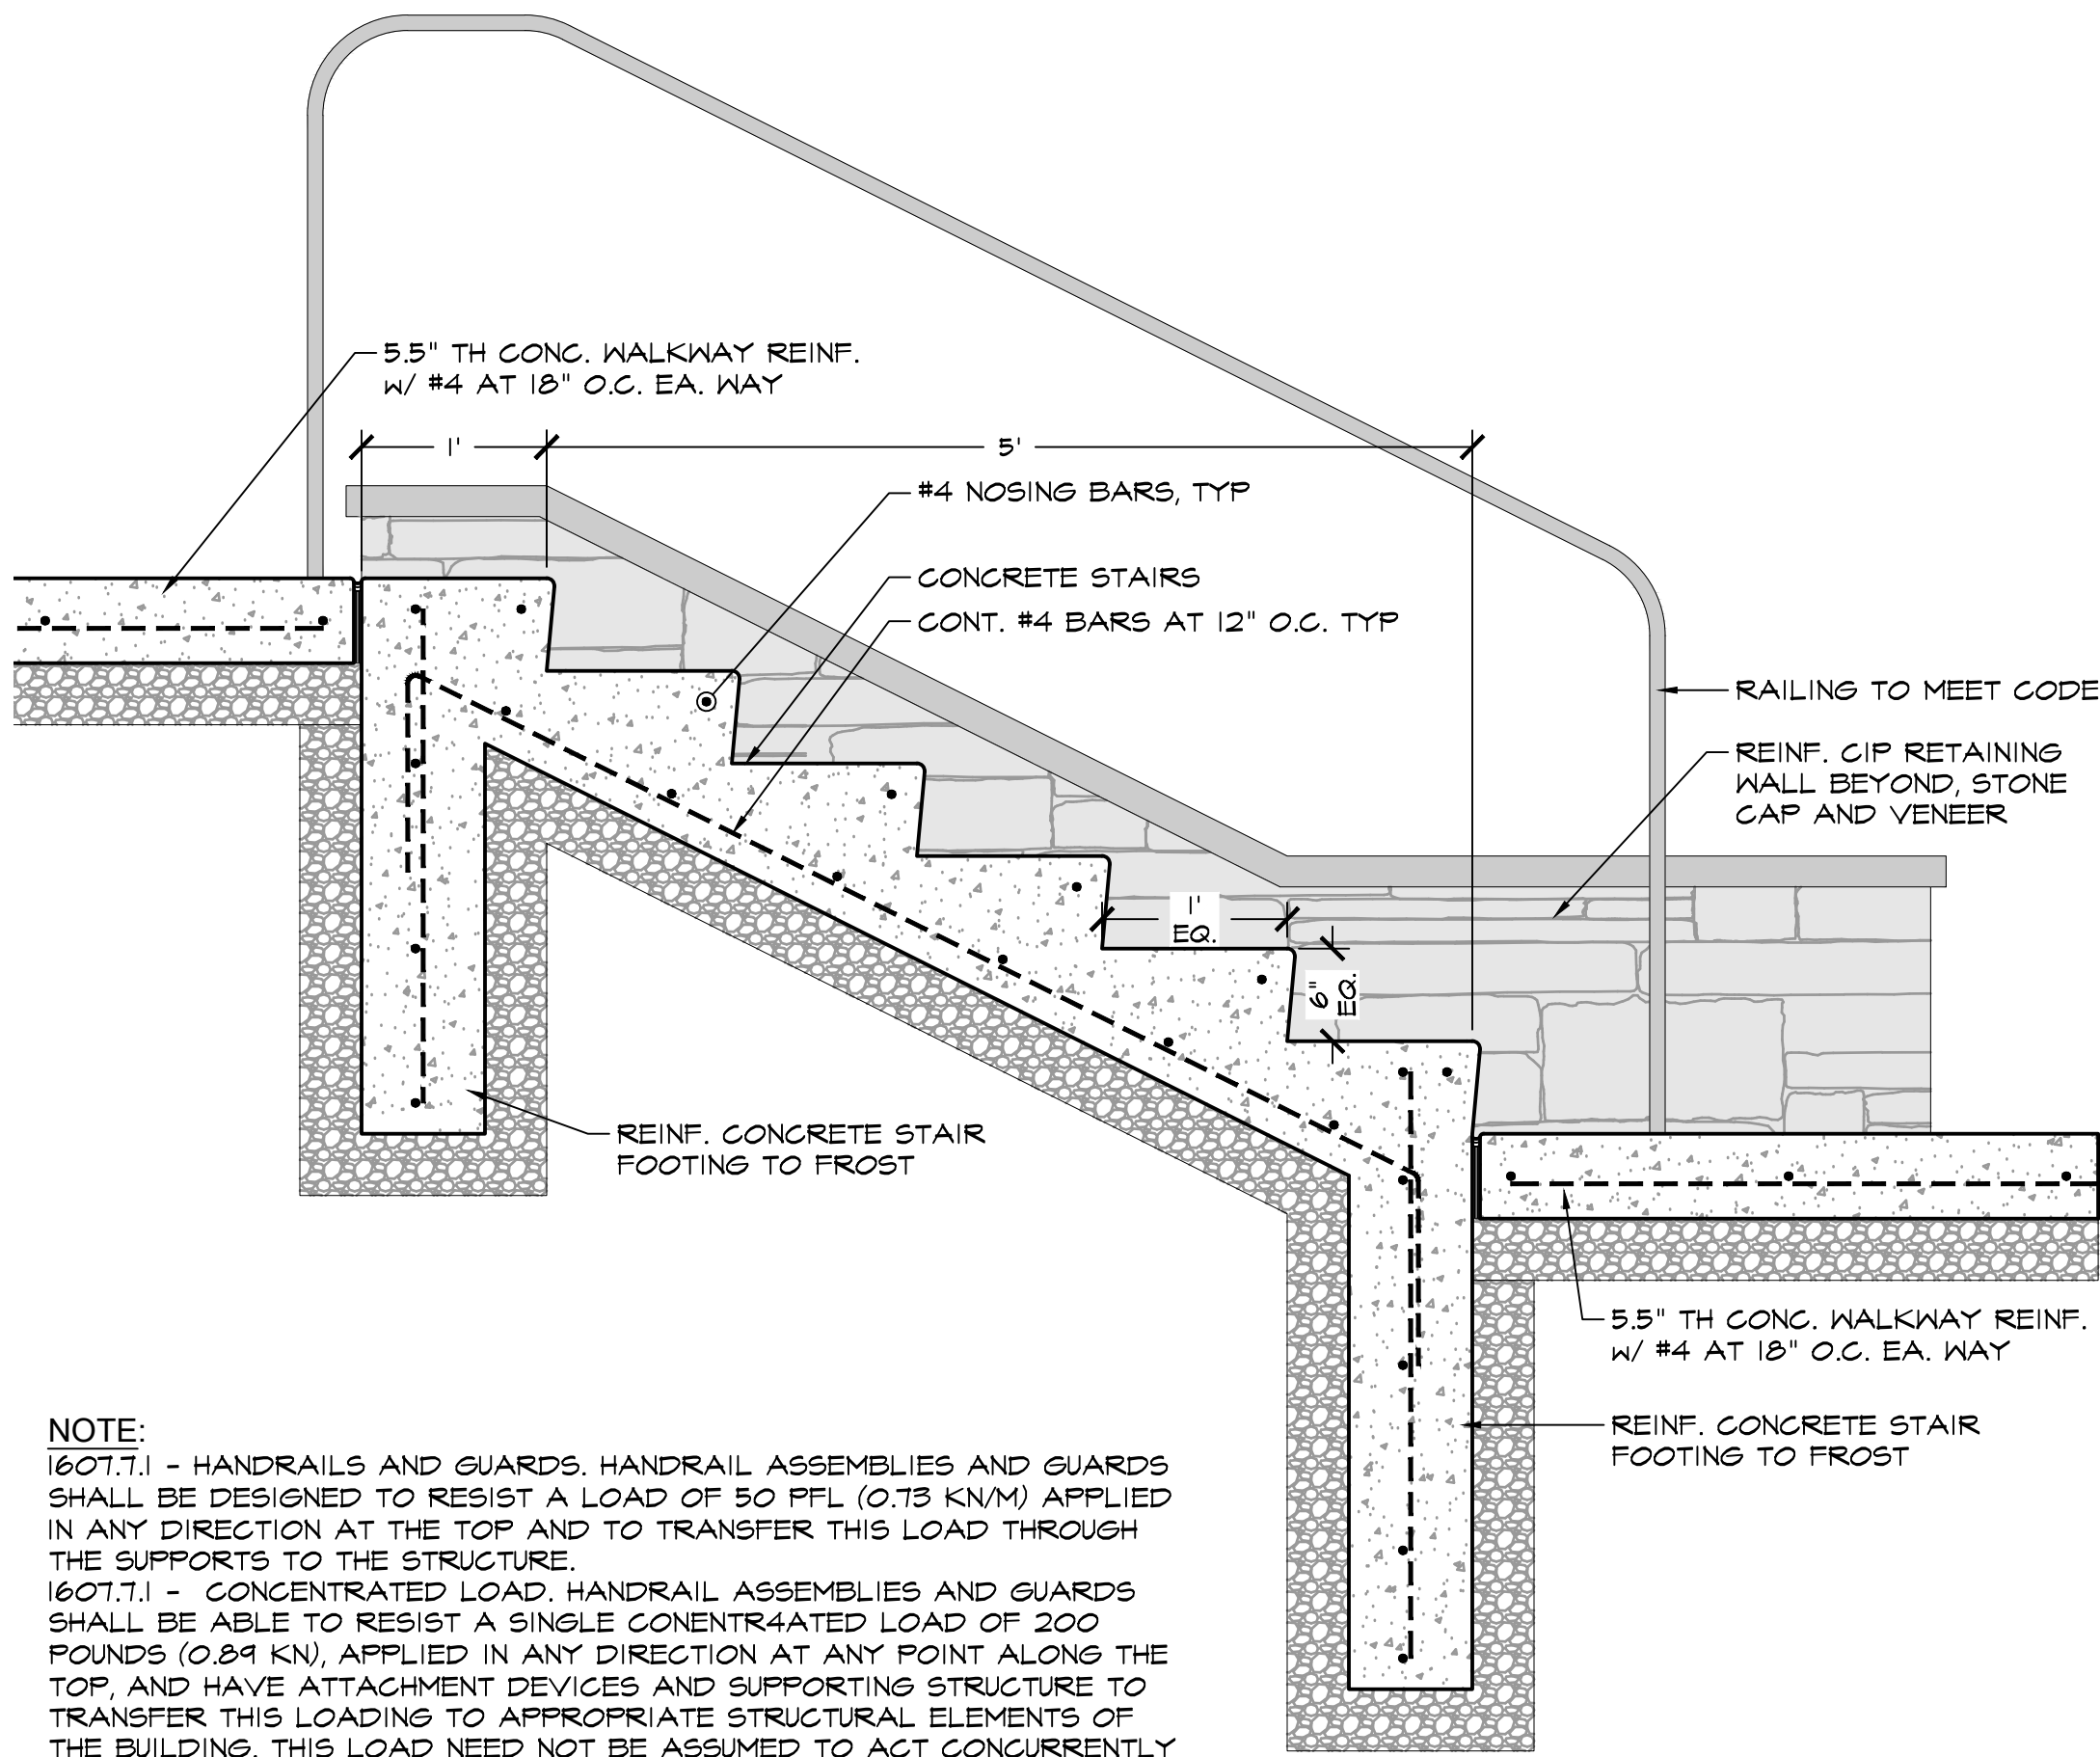 5.5" TH CONC. WALKWAY REINF.
W/ #4 AT 18" O.C. EA. WAY
1'
5'
#4 NOSING BARS, TYP
CONCRETE STAIRS
CONT. #4 BARS AT 12" O.C. TYP
RAILING TO MEET CODE
REINF. CIP RETAINING
WALL BEYOND, STONE
CAP AND VENEER
1'
EQ.
6"
EQ.
REINF. CONCRETE STAIR
FOOTING TO FROST
5.5" TH CONC. WALKWAY REINF.
W/ #4 AT 18" O.C. EA. WAY
REINF. CONCRETE STAIR
FOOTING TO FROST
NOTE:
1607.7.1 - HANDRAILS AND GUARDS. HANDRAIL ASSEMBLIES AND GUARDS
SHALL BE DESIGNED TO RESIST A LOAD OF 50 PFL (0.73 KN/M) APPLIED
IN ANY DIRECTION AT THE TOP AND TO TRANSFER THIS LOAD THROUGH
THE SUPPORTS TO THE STRUCTURE.
1607.7.1 - CONCENTRATED LOAD. HANDRAIL ASSEMBLIES AND GUARDS
SHALL BE ABLE TO RESIST A SINGLE CONENTR4ATED LOAD OF 200
POUNDS (0.89 KN), APPLIED IN ANY DIRECTION AT ANY POINT ALONG THE
TOP, AND HAVE ATTACHMENT DEVICES AND SUPPORTING STRUCTURE TO
TRANSFER THIS LOADING TO APPROPRIATE STRUCTURAL ELEMENTS OF
THE BUILDING. THIS LOAD NEED NOT BE ASSUMED TO ACT CONCURRENTLY